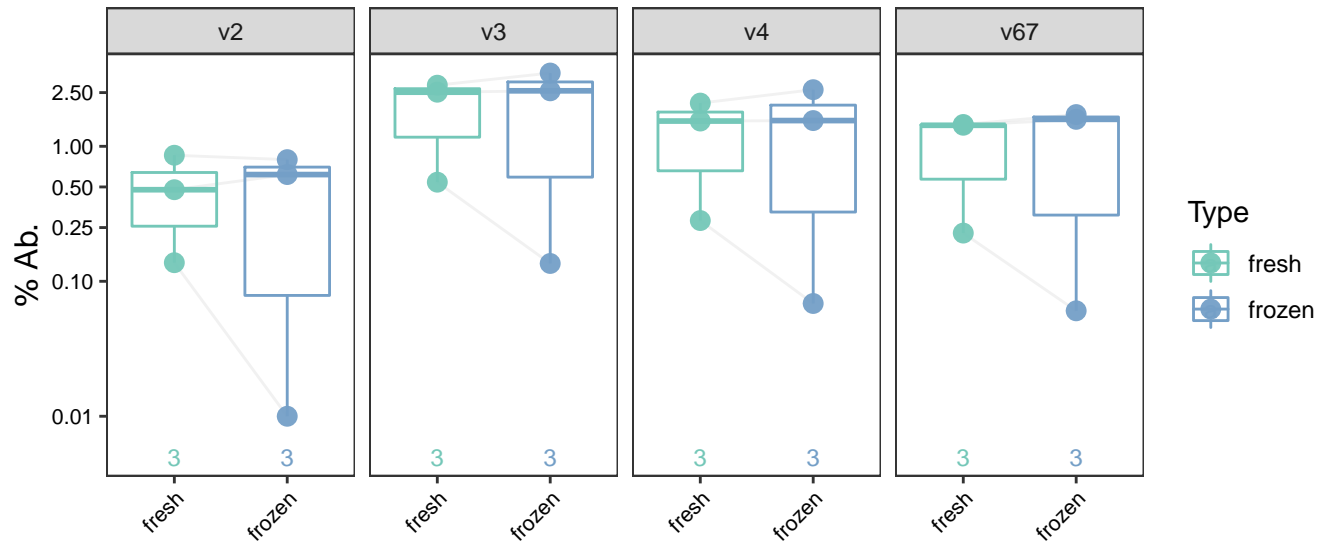 v2 v3 v4 v67
% Ab.
2.50
1.00
0.50
0.25
0.10
0.01
3 3 3 3 3 3 3 3
fresh frozen fresh frozen fresh frozen fresh frozen
Type
fresh
frozen